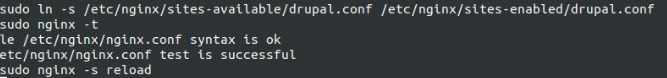 sudo ln -s /etc/nginx/sites-available/drupal.conf /etc/nginx/sites-enabled/drupal.conf
sudo nginx -t
le /etc/nginx/nginx.conf syntax is ok
etc/nginx/nginx.conf test is successful
sudo nginx -s reload